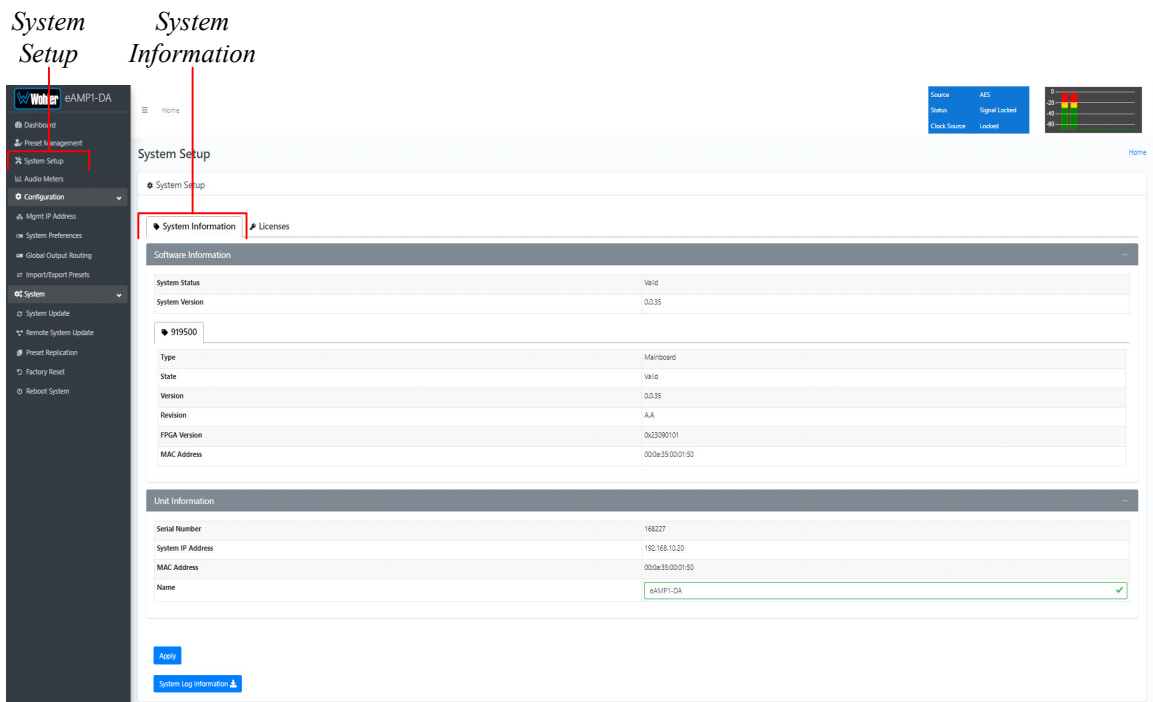 System Setup
System Information
Wohler eAMP1-DA
Dashboard
Preset Management
System Setup
Audio Meters
Configuration
Mgmt IP Address
System Preferences
Global Output Routing
Import/Export Presets
System
System Update
Remote System Update
Preset Replication
Factory Reset
Reboot System
Home
Source AES
Status Signal Locked
Clock Source Locked
0
-20
-40
-60
System Setup
Home
System Setup
System Information
Licenses
Software Information
System Status Valid
System Version 0.0.35
919500
Type Mainboard
State Valid
Version 0.0.35
Revision A.A
FPGA Version 0x23090101
MAC Address 00:0a:35:00:01:50
Unit Information
Serial Number 168227
System IP Address 192.168.10.20
MAC Address 00:0a:35:00:01:50
Name eAMP1-DA
Apply
System Log Information